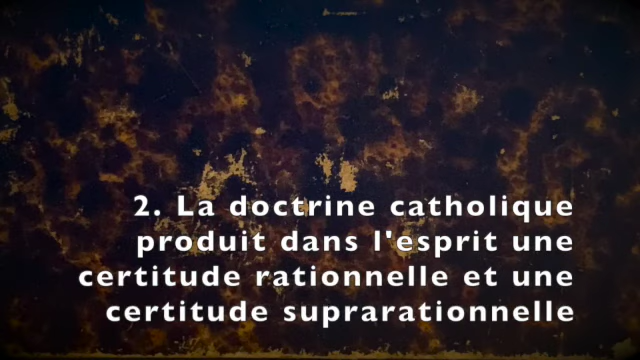 2. La doctrine catholique
produit dans l'esprit une
certitude rationnelle et une
certitude suprarationnelle